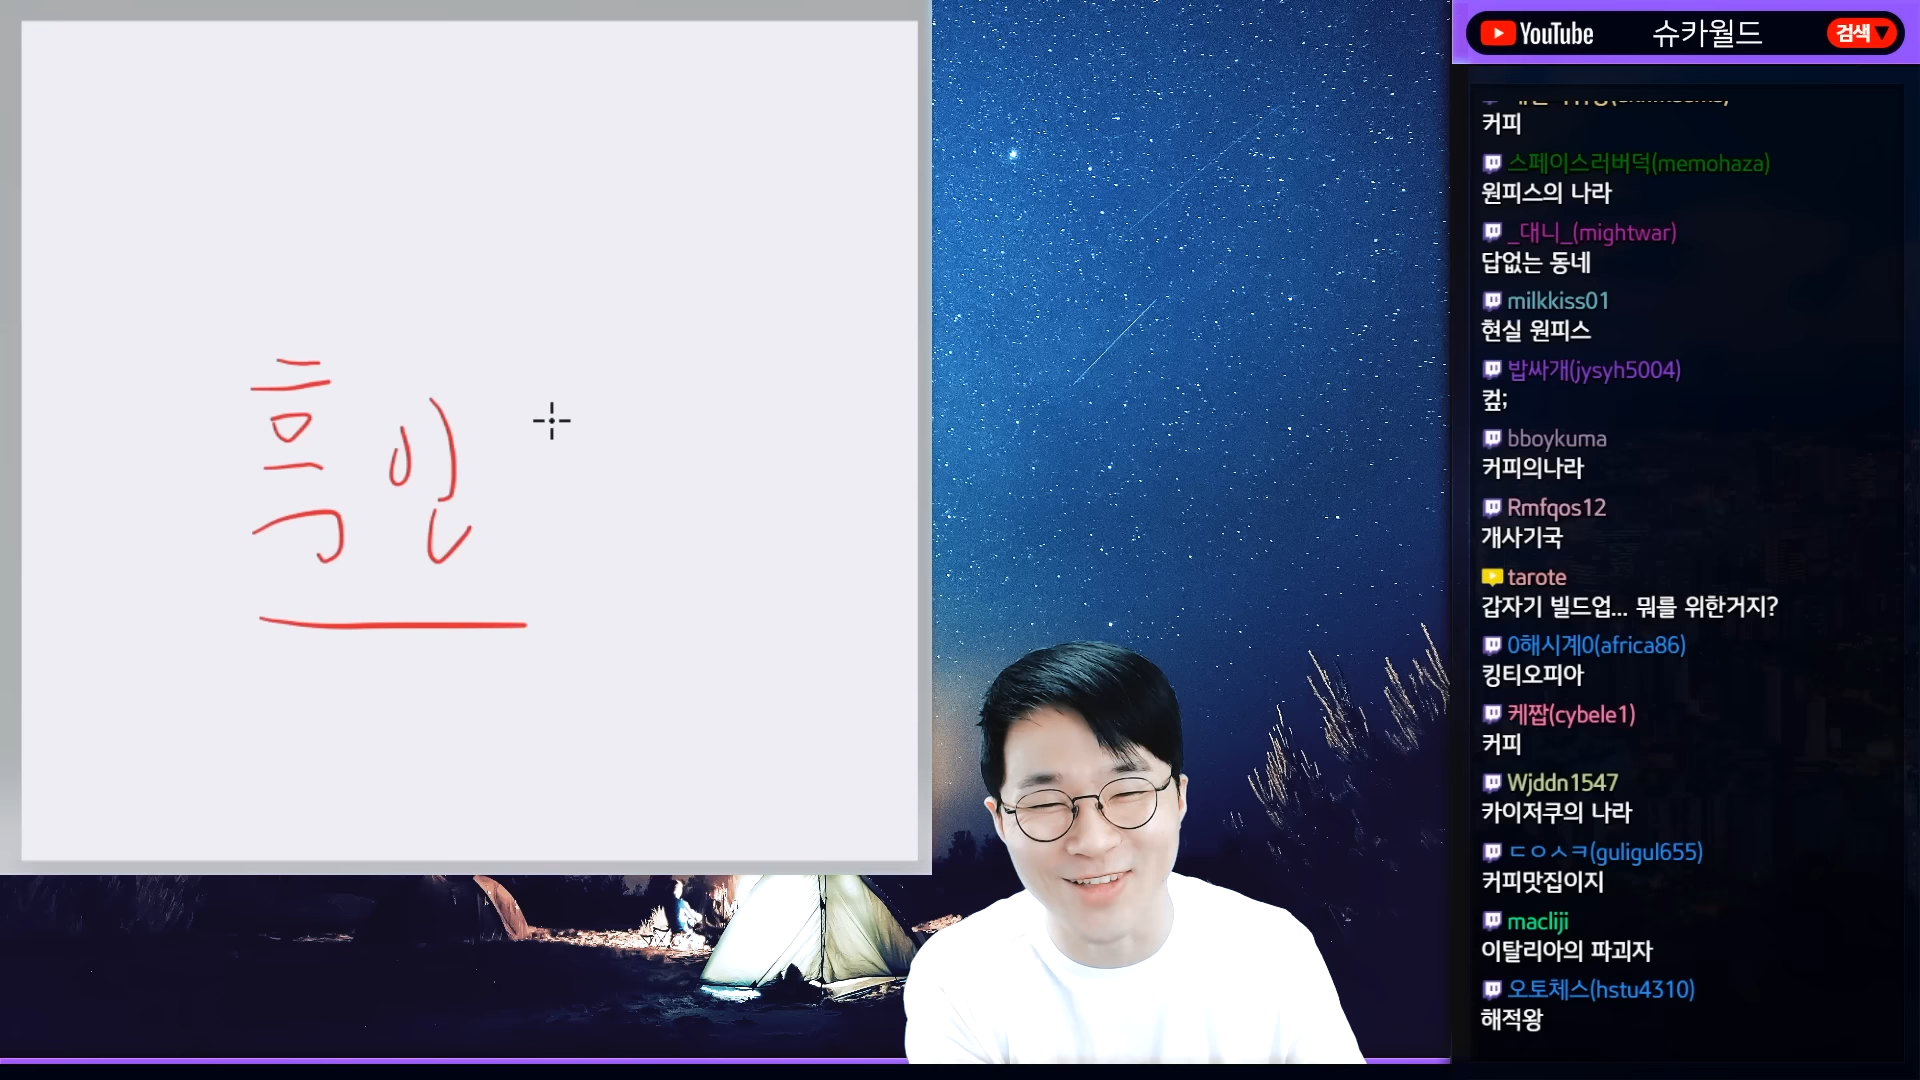 흑인
YouTube 슈카월드 검색▼
커피
스페이스러버덕(memohaza)
원피스의 나라
_대니_(mightwar)
답없는 동네
milkkiss01
현실 원피스
밥싸개(jysyh5004)
컾;
bboykuma
커피의나라
Rmfqos12
개사기국
tarote
갑자기 빌드업... 뭐를 위한거지?
0해시계0(africa86)
킹티오피아
케짭(cybele1)
커피
Wjddn1547
카이저쿠의 나라
ㄷㅇㅅㅋ(guligul655)
커피맛집이지
macliji
이탈리아의 파괴자
오토체스(hstu4310)
해적왕